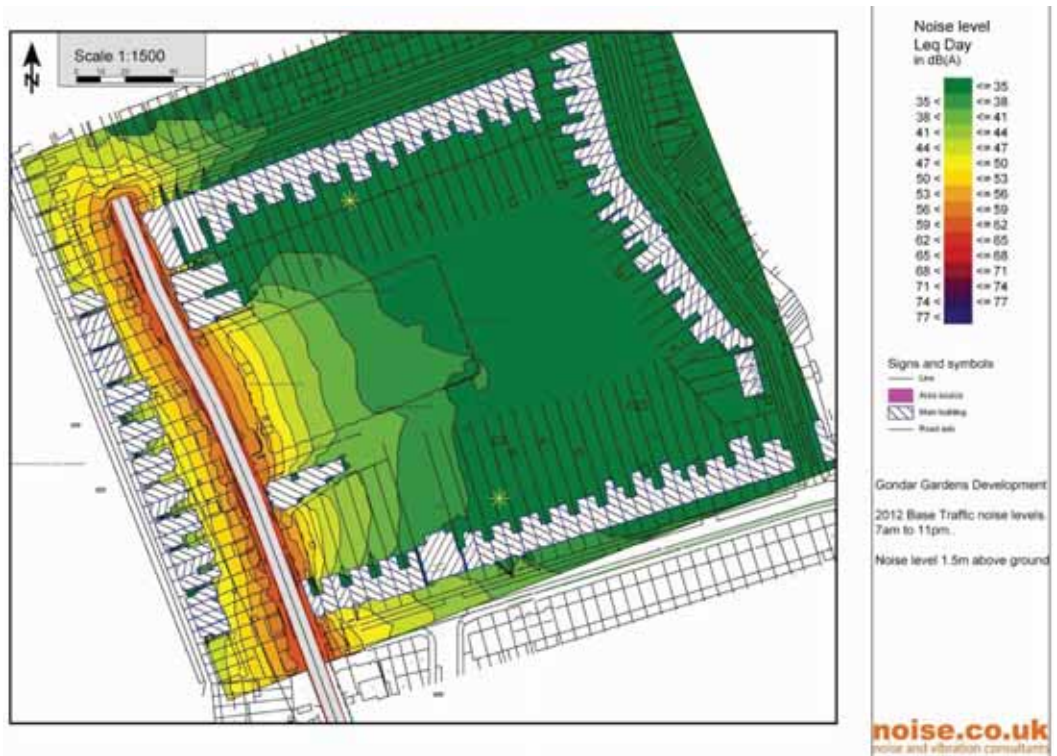 N
Scale 1:1500
Noise level
Leq Day
in dB(A)
<= 35
35 < <= 38
38 < <= 41
41 < <= 44
44 < <= 47
47 < <= 50
50 < <= 53
53 < <= 56
56 < <= 59
59 < <= 62
62 < <= 65
65 < <= 68
68 < <= 71
71 < <= 74
74 < <= 77
77 <
Signs and symbols
Line
Area source
Main building
Road axis
Gondar Gardens Development
2012 Base Traffic noise levels.
7am to 11pm..
Noise level 1.5m above ground
noise.co.uk
noise and vibration consultants